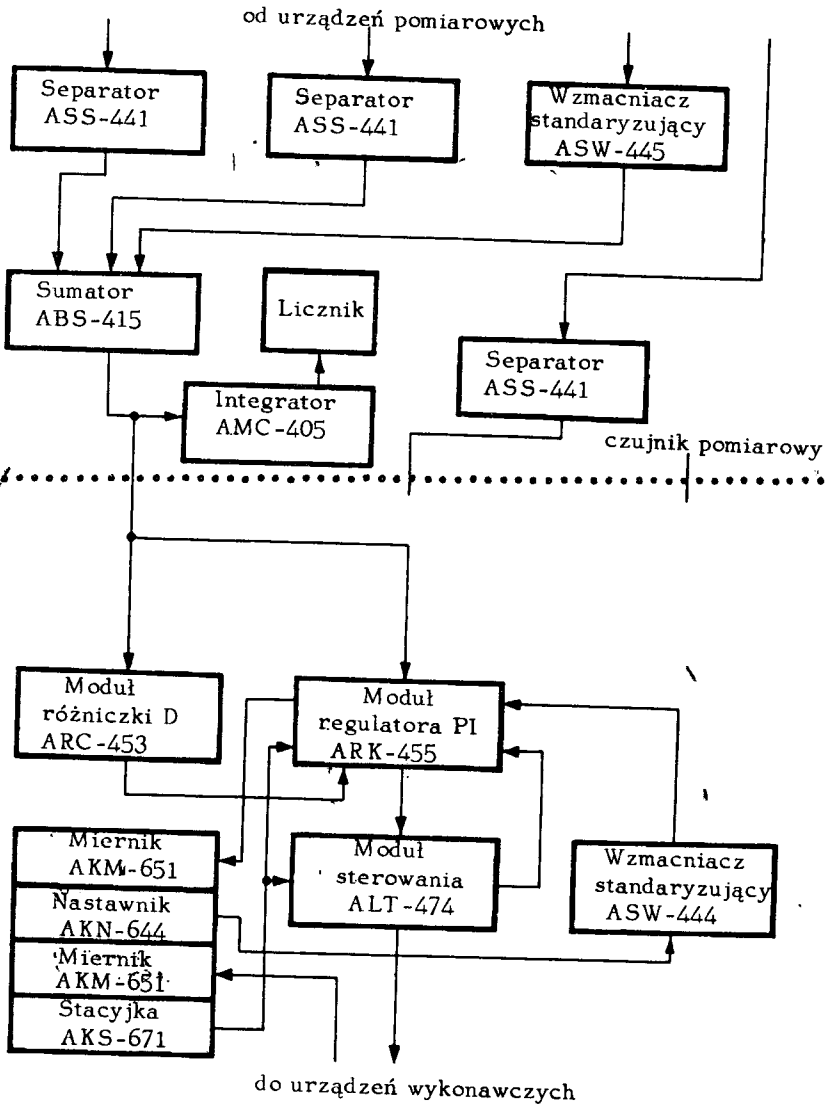 od urządzeń pomiarowych
Separator
ASS-441
Separator
ASS-441
Wzmacniacz
standaryzujący
ASW-445
Sumator
ABS-415
Licznik
Separator
ASS-441
Integrator
AMC-405
czujnik pomiarowy
Moduł
różniczki D
ARC-453
Moduł
regulatora PI
ARK-455
Miernik
AKM-651
Nastawnik
AKN-644
Miernik
AKM-651
Stacyjka
AKS-671
Moduł
sterowania
ALT-474
Wzmacniacz
standaryzujący
ASW-444
do urządzeń wykonawczych